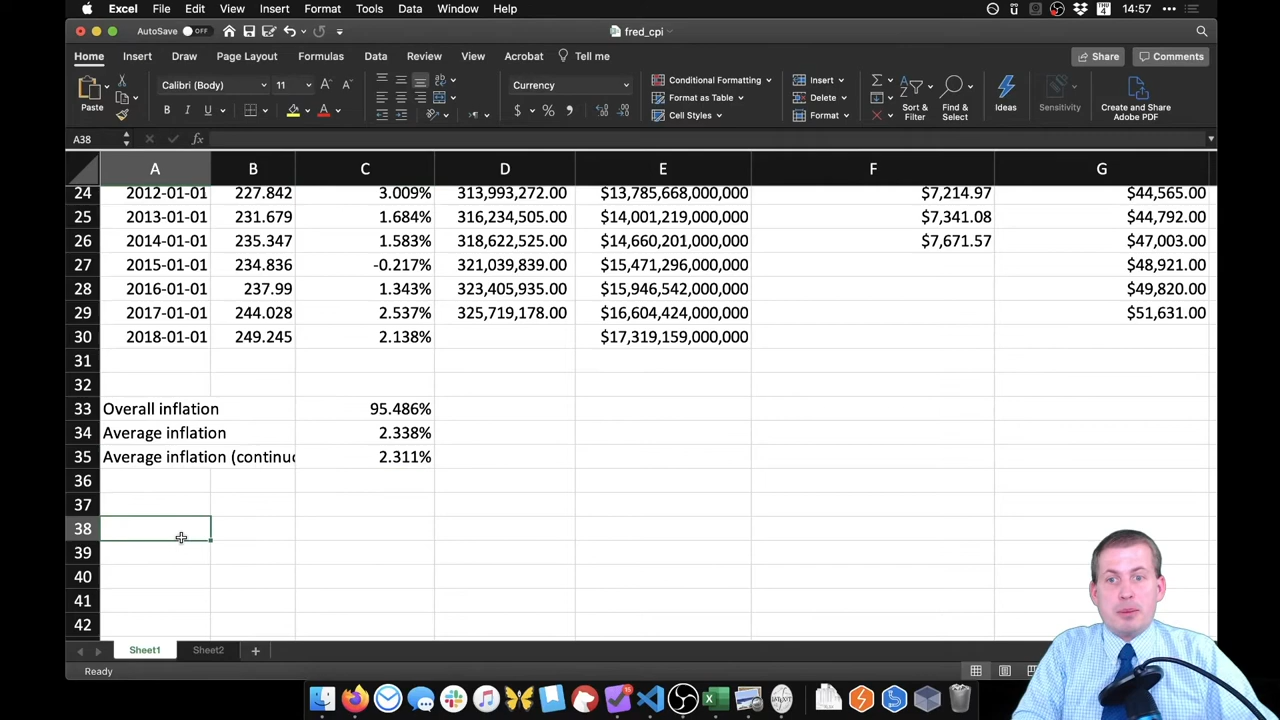 Excel File Edit View Insert Format Tools Data Window Help THU 4 14:57
AutoSave OFF fred_cpi
Home Insert Draw Page Layout Formulas Data Review View Acrobat Tell me Share Comments
Paste Calibri (Body) 11 A A Currency Conditional Formatting Insert Sort & Filter Find & Select Ideas Sensitivity Create and Share Adobe PDF
B I U A $ % Format as Table Delete
Cell Styles Format
A38 fx
A B C D E F G
24 2012-01-01 227.842 3.009% 313,993,272.00 $13,785,668,000,000 $7,214.97 $44,565.00
25 2013-01-01 231.679 1.684% 316,234,505.00 $14,001,219,000,000 $7,341.08 $44,792.00
26 2014-01-01 235.347 1.583% 318,622,525.00 $14,660,201,000,000 $7,671.57 $47,003.00
27 2015-01-01 234.836 -0.217% 321,039,839.00 $15,471,296,000,000 $48,921.00
28 2016-01-01 237.99 1.343% 323,405,935.00 $15,946,542,000,000 $49,820.00
29 2017-01-01 244.028 2.537% 325,719,178.00 $16,604,424,000,000 $51,631.00
30 2018-01-01 249.245 2.138% $17,319,159,000,000
31
32
33 Overall inflation 95.486%
34 Average inflation 2.338%
35 Average inflation (continuo 2.311%
36
37
38
39
40
41
42
Sheet1 Sheet2
Ready